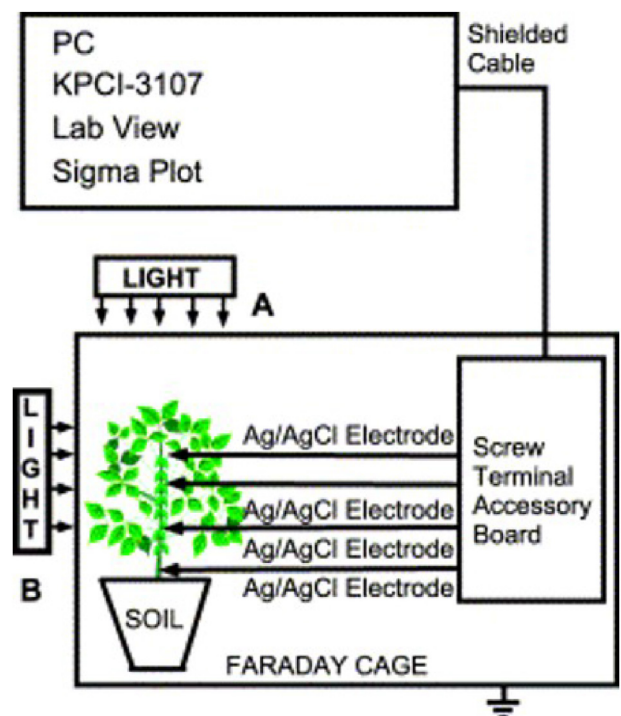 PC
KPCI-3107
Lab View
Sigma Plot
Shielded
Cable
LIGHT
A
LIGHT
B
Ag/AgCl Electrode
Ag/AgCl Electrode
Ag/AgCl Electrode
Ag/AgCl Electrode
Screw
Terminal
Accessory
Board
SOIL
FARADAY CAGE